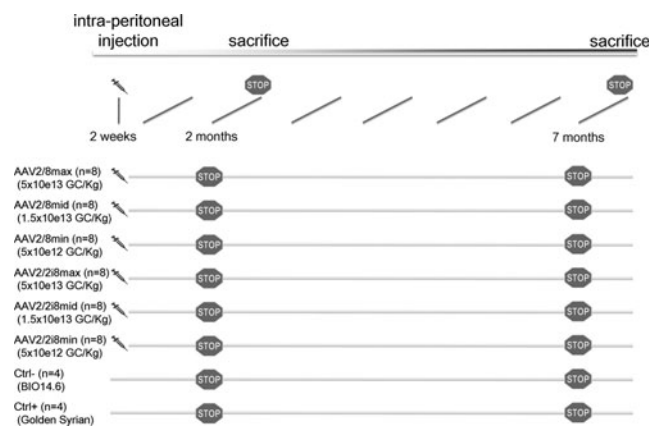 intra-peritoneal
injection sacrifice sacrifice
STOP STOP
2 weeks 2 months 7 months
AAV2/8max (n=8)
(5x10e13 GC/Kg) STOP STOP
AAV2/8mid (n=8)
(1.5x10e13 GC/Kg) STOP STOP
AAV2/8min (n=8)
(5x10e12 GC/Kg) STOP STOP
AAV2/2i8max (n=8)
(5x10e13 GC/Kg) STOP STOP
AAV2/2i8mid (n=8)
(1.5x10e13 GC/Kg) STOP STOP
AAV2/2i8min (n=8)
(5x10e12 GC/Kg) STOP STOP
Ctrl- (n=4)
(BIO14.6) STOP STOP
Ctrl+ (n=4)
(Golden Syrian) STOP STOP